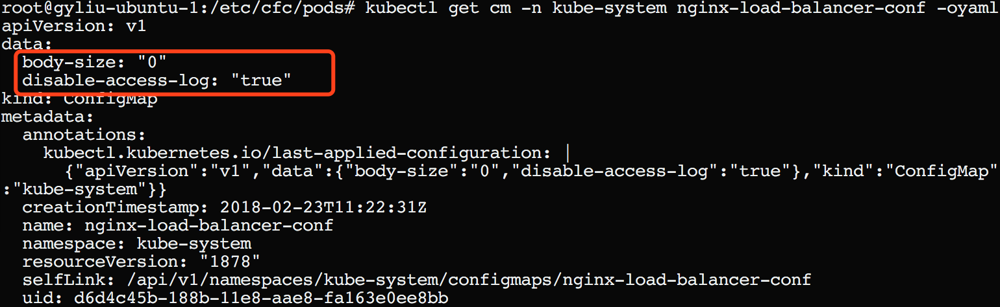 root@gyliu-ubuntu-1:/etc/cfc/pods# kubectl get cm -n kube-system nginx-load-balancer-conf -oyaml
apiVersion: v1
data:
  body-size: "0"
  disable-access-log: "true"
kind: ConfigMap
metadata:
  annotations:
    kubectl.kubernetes.io/last-applied-configuration: |
      {"apiVersion":"v1","data":{"body-size":"0","disable-access-log":"true"},"kind":"ConfigMap"
:"kube-system"}}
  creationTimestamp: 2018-02-23T11:22:31Z
  name: nginx-load-balancer-conf
  namespace: kube-system
  resourceVersion: "1878"
  selfLink: /api/v1/namespaces/kube-system/configmaps/nginx-load-balancer-conf
  uid: d6d4c45b-188b-11e8-aae8-fa163e0ee8bb